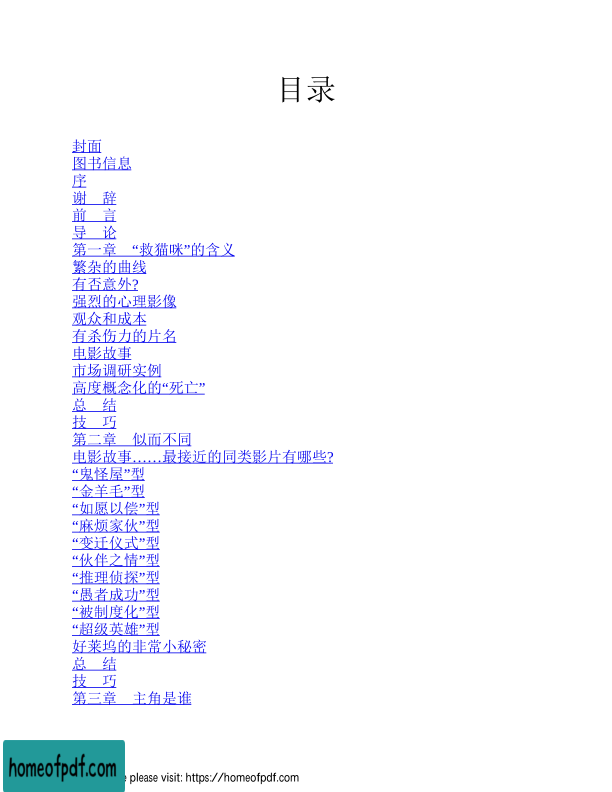 目录
封面
图书信息
序
谢　辞
前　言
导　论
第一章　“救猫咪”的含义
繁杂的曲线
有否意外?
强烈的心理影像
观众和成本
有杀伤力的片名
电影故事
市场调研实例
高度概念化的“死亡”
总　结
技　巧
第二章　似而不同
电影故事……最接近的同类影片有哪些?
“鬼怪屋”型
“金羊毛”型
“如愿以偿”型
“麻烦家伙”型
“变迁仪式”型
“伙伴之情”型
“推理侦探”型
“愚者成功”型
“被制度化”型
“超级英雄”型
好莱坞的非常小秘密
总　结
技　巧
第三章　主角是谁
homeofpdf.com
e please visit: https://homeofpdf.com